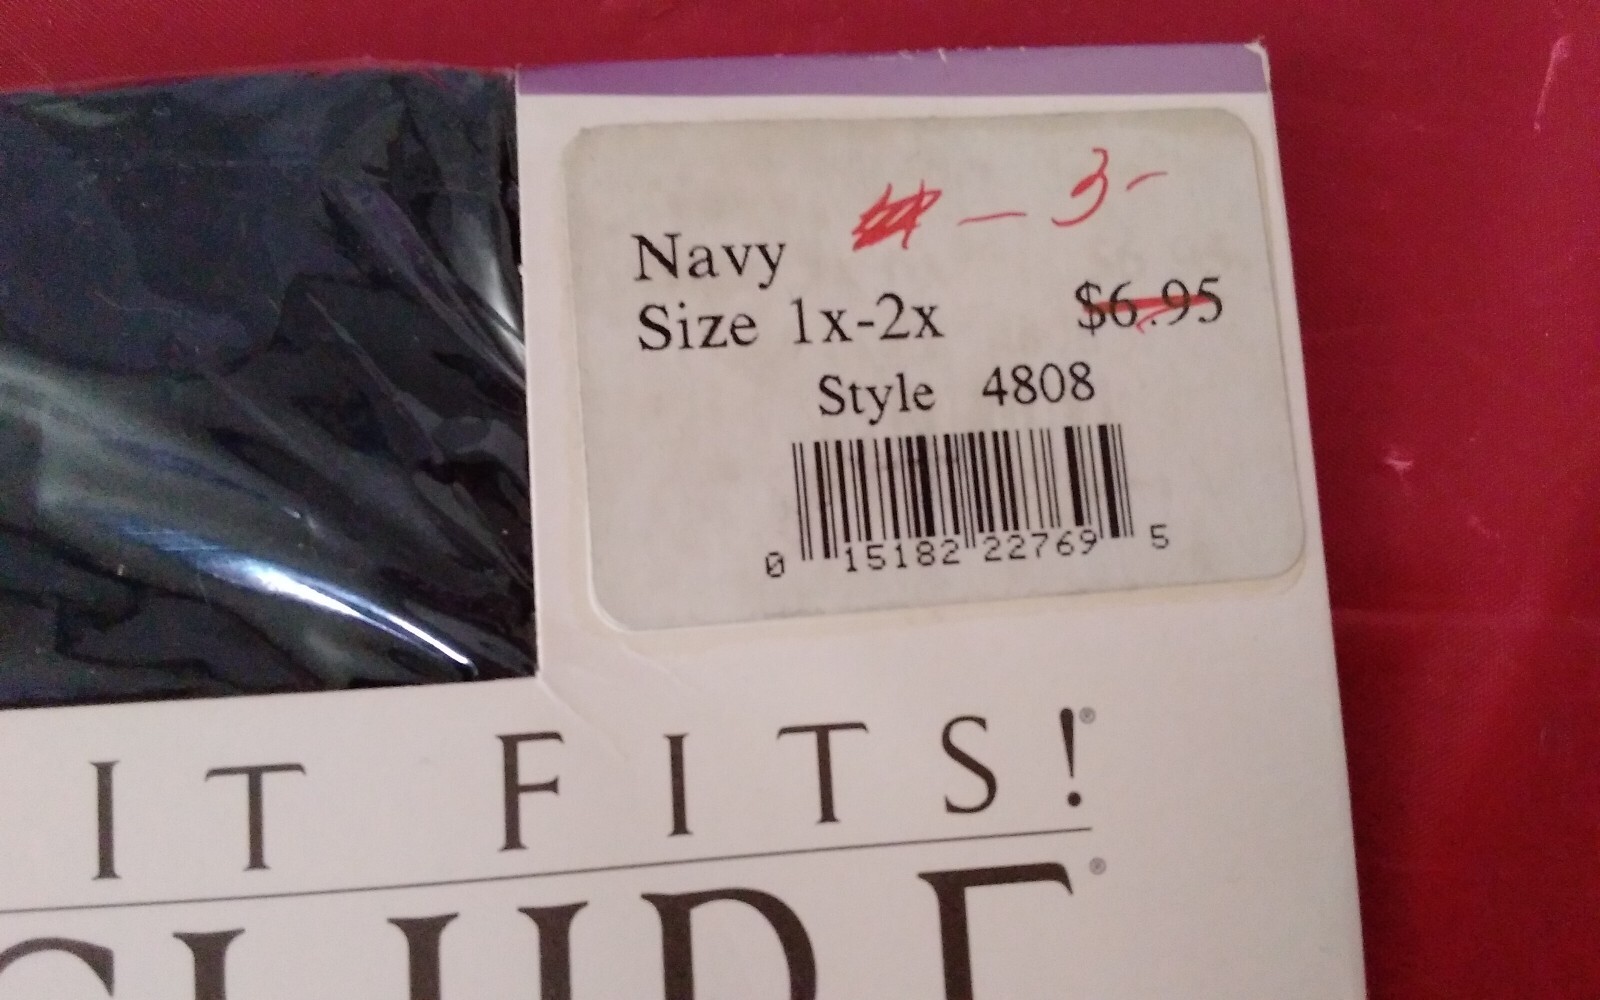 - 3 -
Navy
Size 1x-2x $6.95
Style 4808
0 15182 22769 5
IT FITS!®